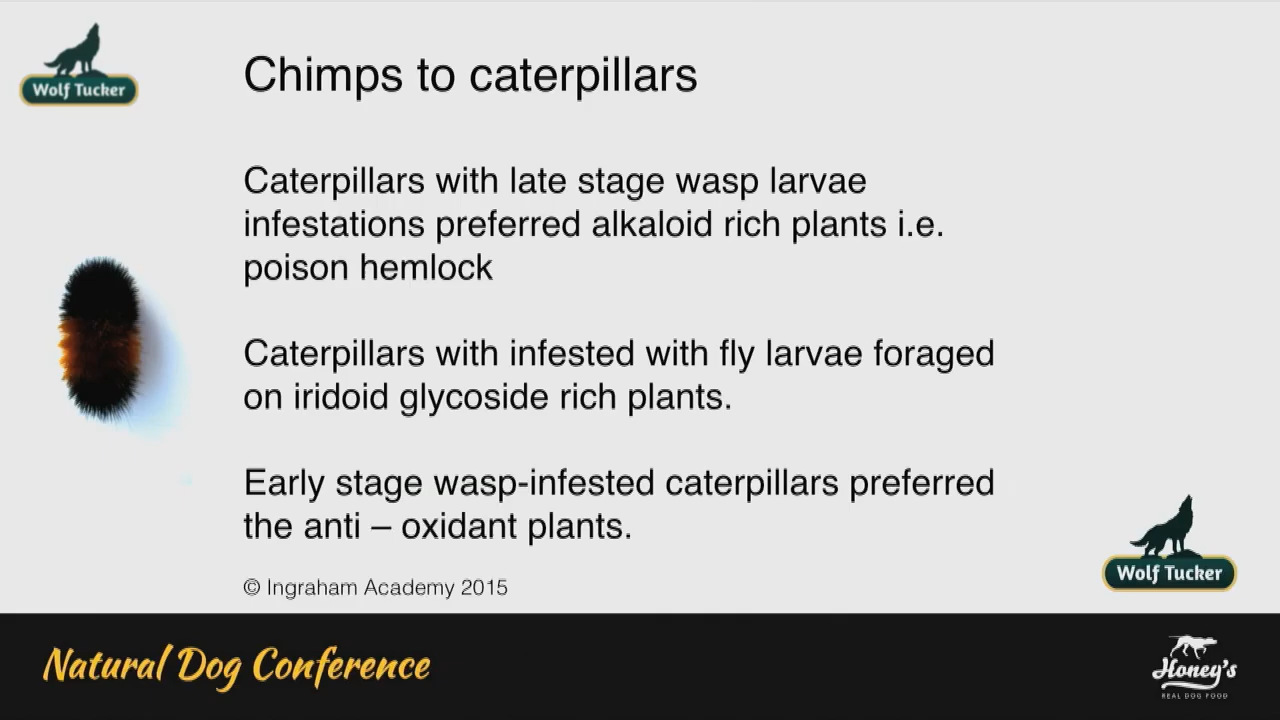 Wolf Tucker
Chimps to caterpillars
Caterpillars with late stage wasp larvae
infestations preferred alkaloid rich plants i.e.
poison hemlock
Caterpillars with infested with fly larvae foraged
on iridoid glycoside rich plants.
Early stage wasp-infested caterpillars preferred
the anti – oxidant plants.
© Ingraham Academy 2015
Wolf Tucker
Natural Dog Conference
Honey's
REAL DOG FOOD